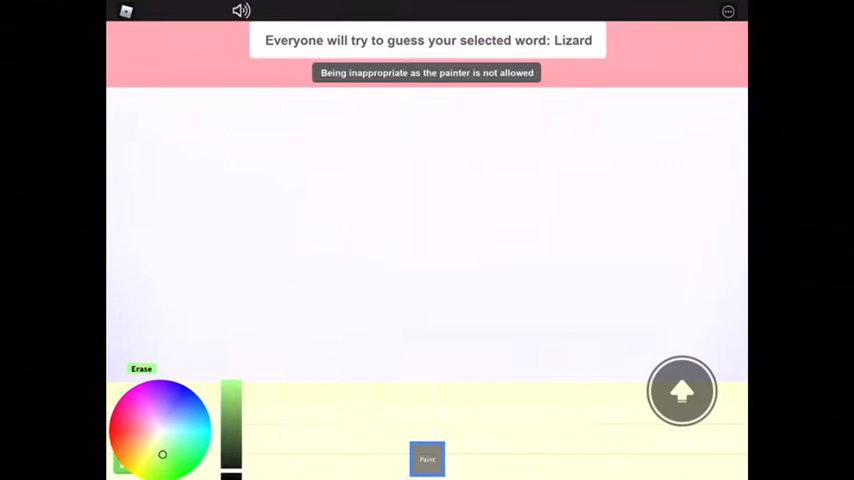 Everyone will try to guess your selected word: Lizard
Being inappropriate as the painter is not allowed
Erase
Paint